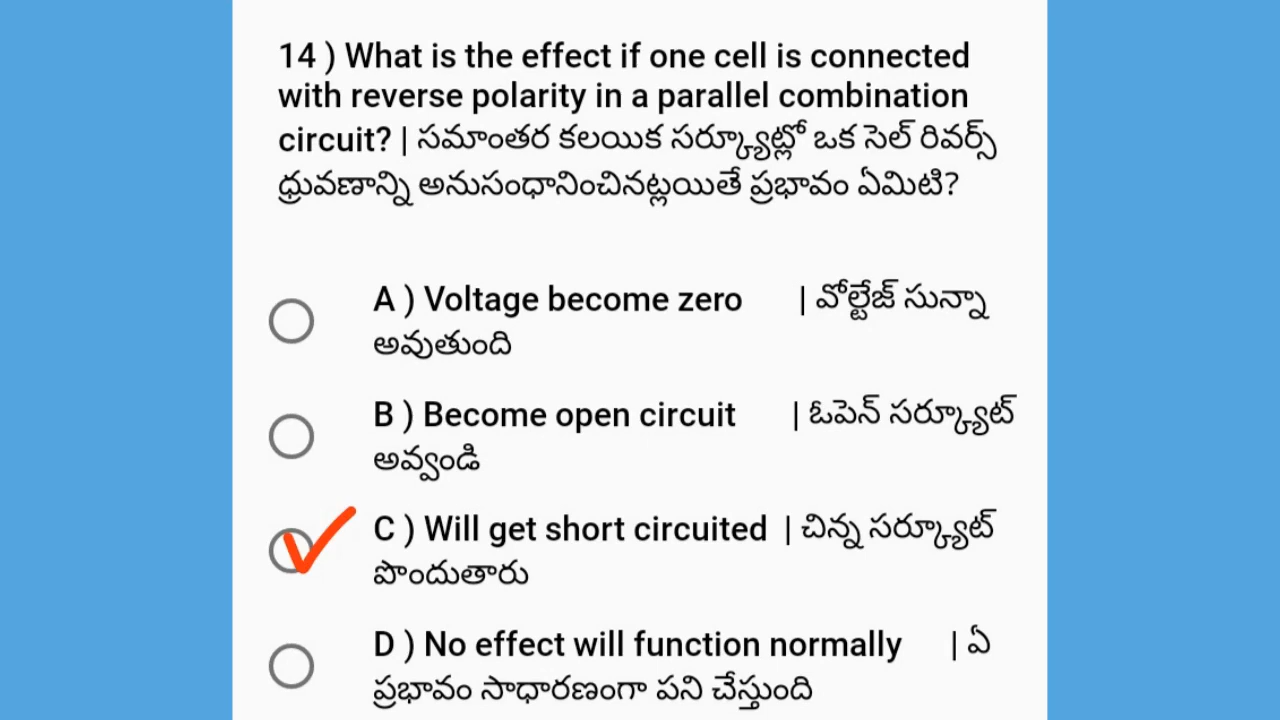 14 ) What is the effect if one cell is connected
with reverse polarity in a parallel combination
circuit? | సమాంతర కలయిక సర్క్యూట్లో ఒక సెల్ రివర్స్
ధ్రువణాన్ని అనుసంధానించినట్లయితే ప్రభావం ఏమిటి?
A ) Voltage become zero | వోల్టేజ్ సున్నా
అవుతుంది
B ) Become open circuit | ఓపెన్ సర్క్యూట్
అవ్వండి
C ) Will get short circuited | చిన్న సర్క్యూట్
పొందుతారు
D ) No effect will function normally | ఏ
ప్రభావం సాధారణంగా పని చేస్తుంది